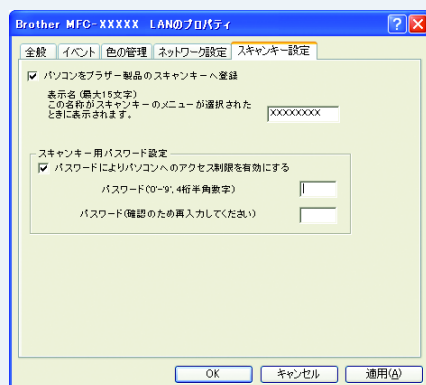 Brother MFC-XXXXX LANのプロパティ
全般 イベント 色の管理 ネットワーク設定 スキャンキー設定
パソコンをブラザー製品のスキャンキーへ登録
表示名(最大15文字)
この名称がスキャンキーのメニューが選択された
ときに表示されます。
XXXXXXXX
スキャンキー用パスワード設定
パスワードによりパソコンへのアクセス制限を有効にする
パスワード('0'-'9', 4桁半角数字)
パスワード(確認のため再入力してください)
OK キャンセル 適用(A)